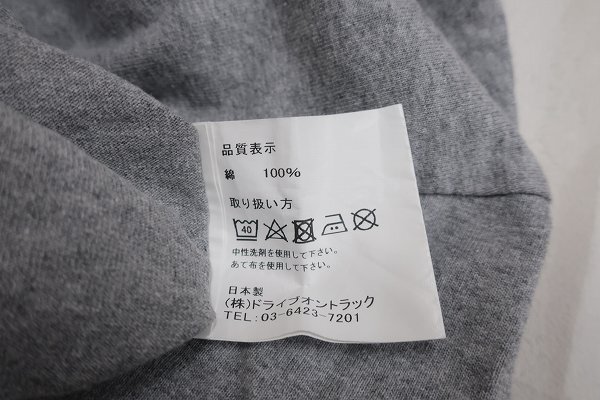 品質表示
綿 100%
取り扱い方
40
中性洗剤を使用して下さい。
あて布を使用して下さい。
日本製
(株)ドライブオントラック
TEL:03-6423-7201